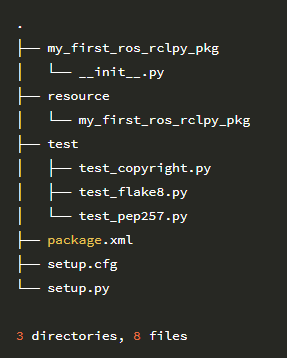 .
├── my_first_ros_rclpy_pkg
│   └── __init__.py
├── resource
│   └── my_first_ros_rclpy_pkg
├── test
│   ├── test_copyright.py
│   ├── test_flake8.py
│   └── test_pep257.py
├── package.xml
├── setup.cfg
└── setup.py
3 directories, 8 files